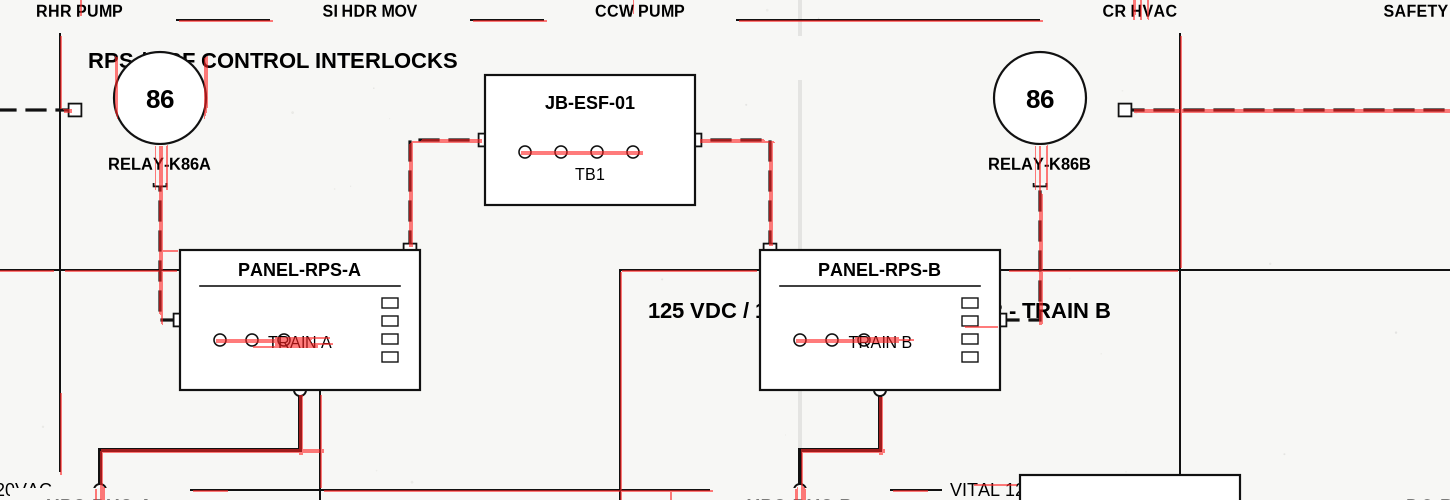 RHR PUMP
SI HDR MOV
CCW PUMP
CR HVAC
SAFETY
CONTROL INTERLOCKS
86
RELAY-K86A
JB-ESF-01
TB1
86
RELAY-K86B
PANEL-RPS-A
TRAIN A
125 VDC /
- TRAIN B
PANEL-RPS-B
TRAIN B
VITAL